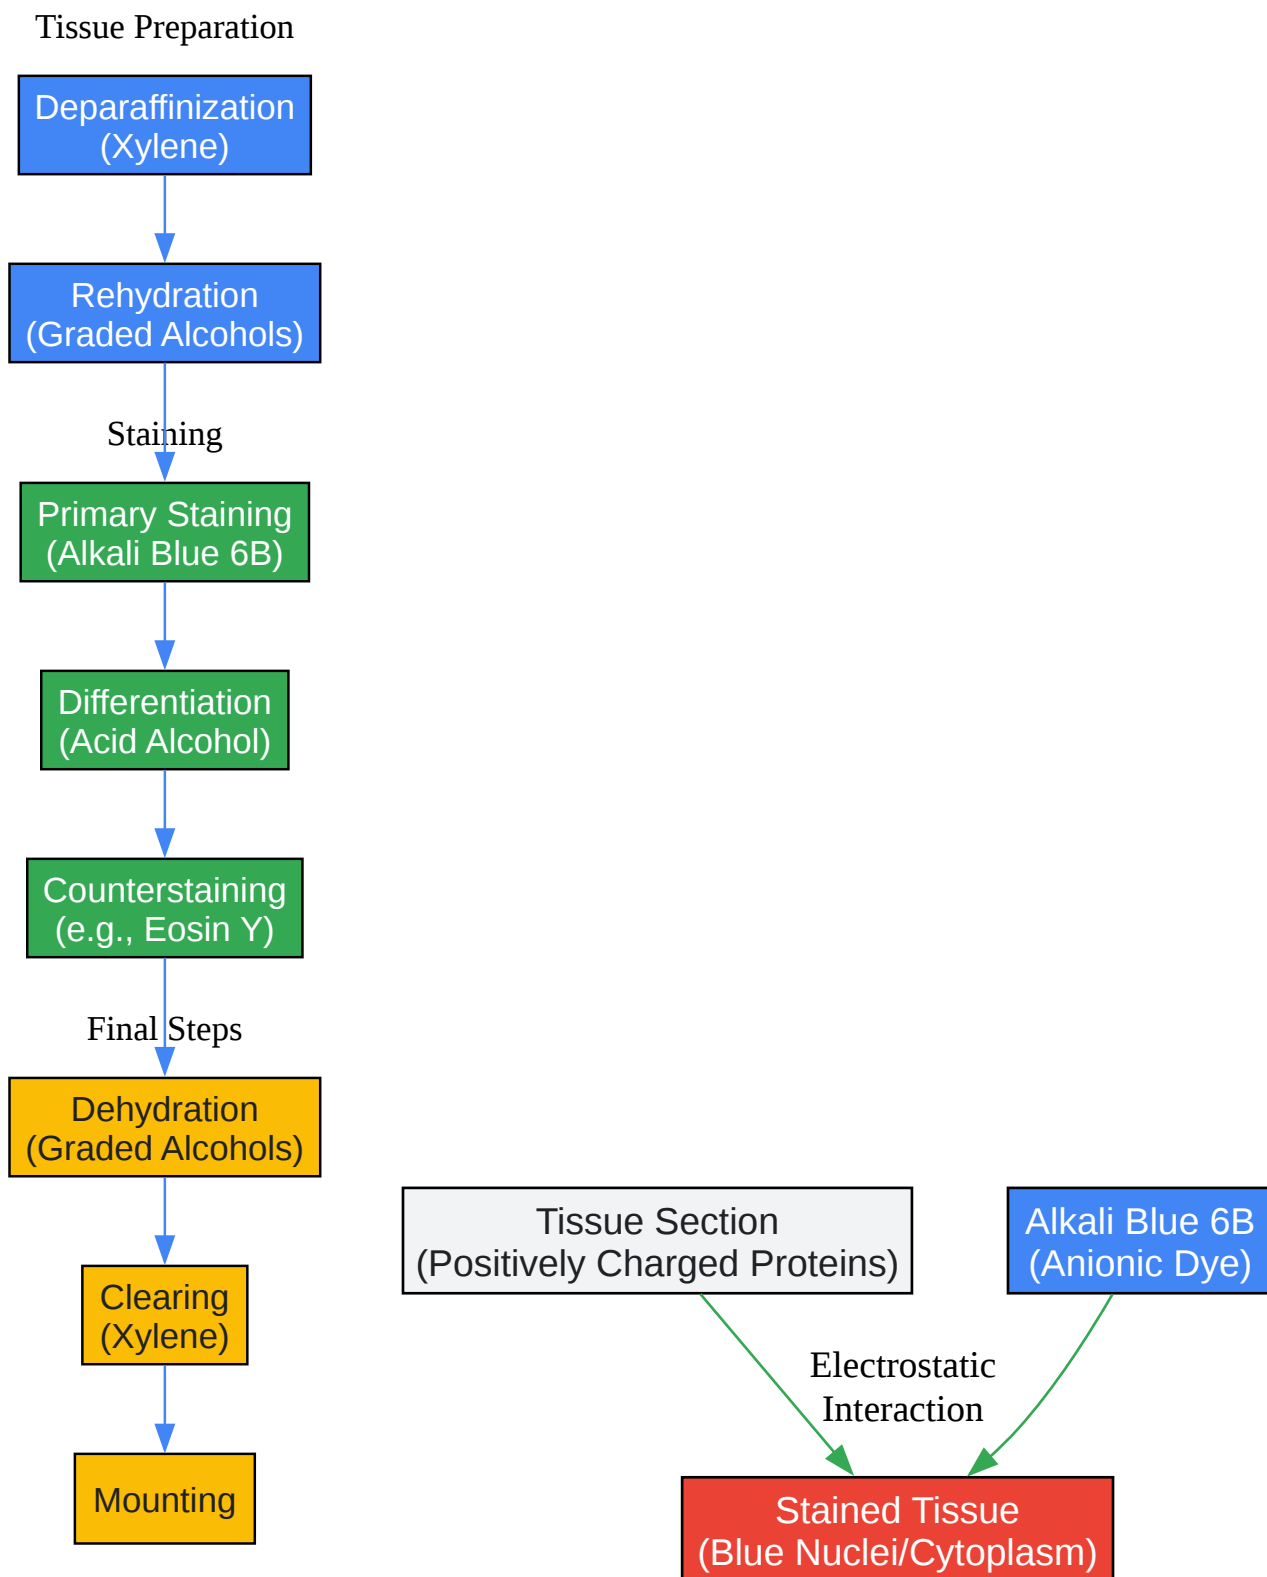 Tissue Preparation
Deparaffinization
(Xylene)
Rehydration
(Graded Alcohols)
Staining
Primary Staining
(Alkali Blue 6B)
Differentiation
(Acid Alcohol)
Counterstaining
(e.g., Eosin Y)
Final Steps
Dehydration
(Graded Alcohols)
Clearing
(Xylene)
Mounting
Tissue Section
(Positively Charged Proteins)
Alkali Blue 6B
(Anionic Dye)
Electrostatic
Interaction
Stained Tissue
(Blue Nuclei/Cytoplasm)